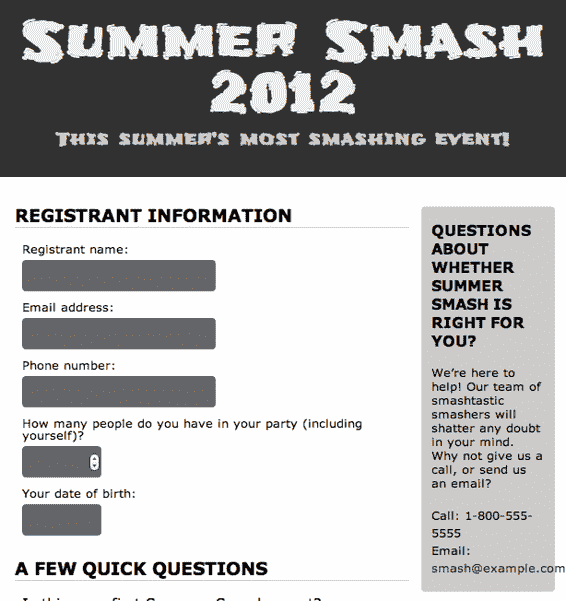 Summer Smash
2012
This summer's most smashing event!
REGISTRANT INFORMATION
Registrant name:
Email address:
Phone number:
How many people do you have in your party (including
yourself)?
Your date of birth:
A FEW QUICK QUESTIONS
QUESTIONS
ABOUT
WHETHER
SUMMER
SMASH IS
RIGHT FOR
YOU?
We’re here to
help! Our team of
smashtastic
smashers will
shatter any doubt
in your mind.
Why not give us a
call, or send us
an email?
Call: 1-800-555-
5555
Email:
smash@example.com